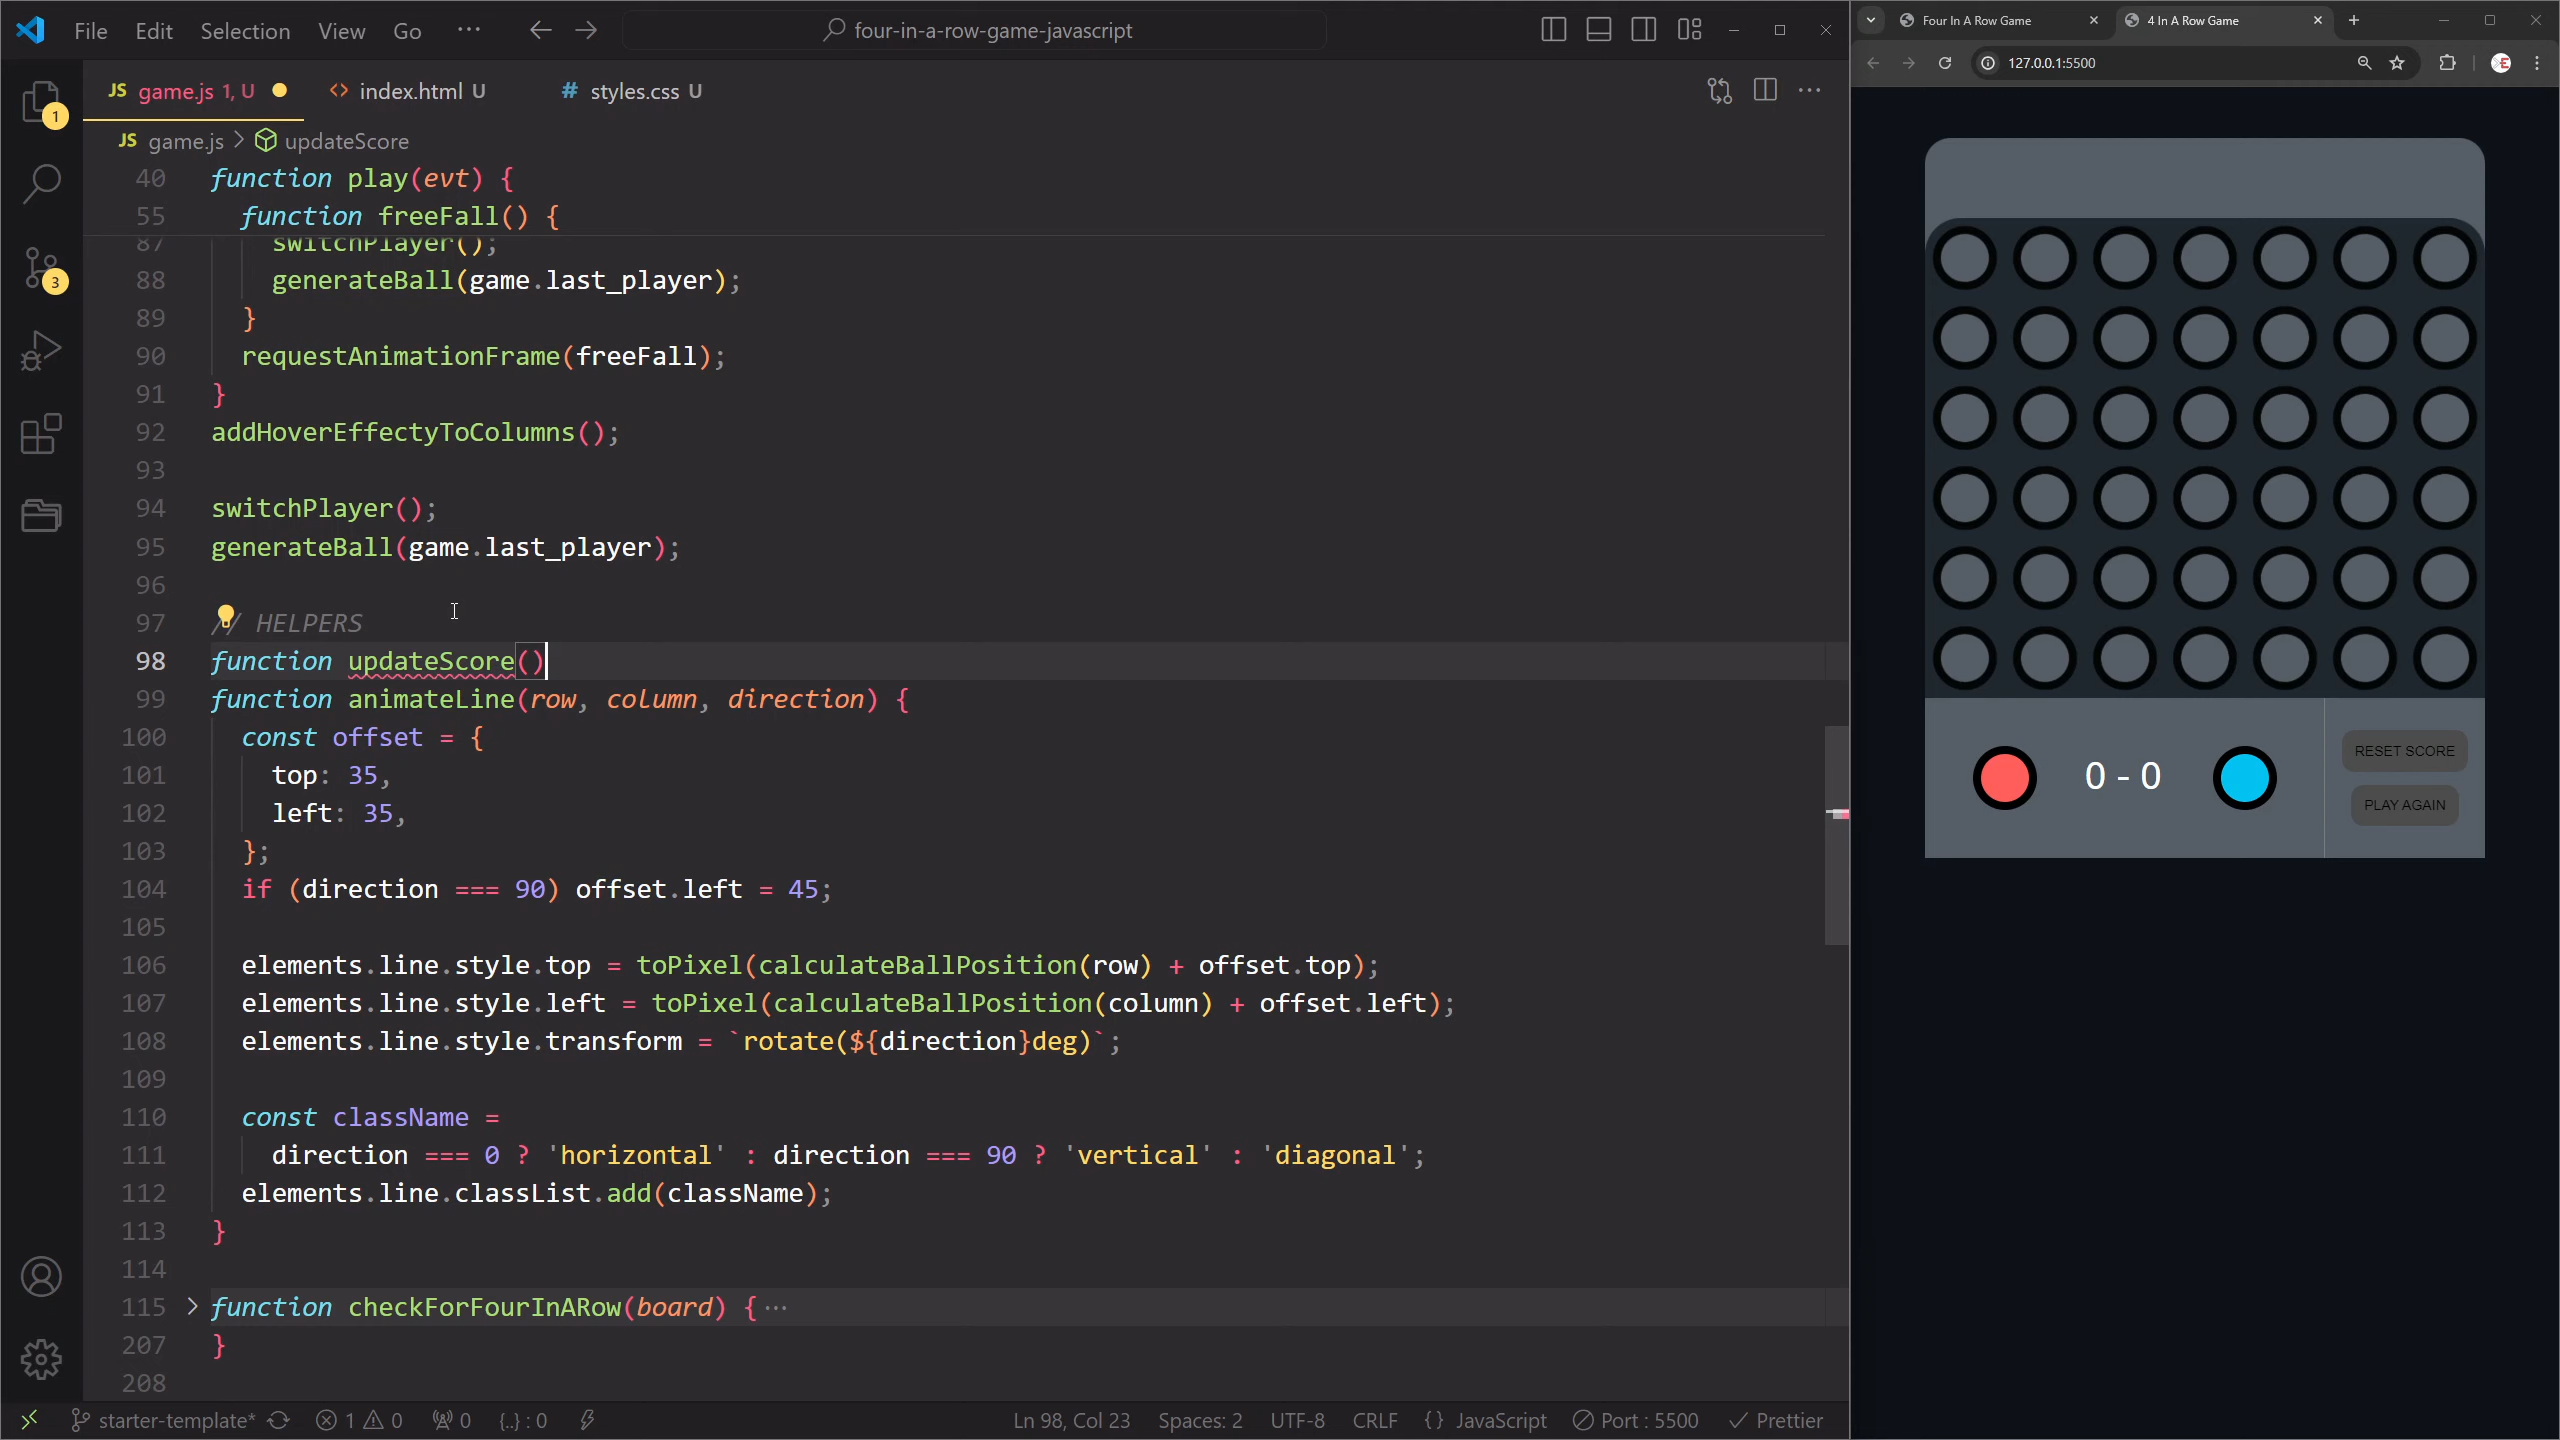 File Edit Selection View Go ··· four-in-a-row-game-javascript
JS game.js 1, U index.html U # styles.css U
JS game.js > updateScore
1
3
40 function play(evt) {
55 function freeFall() {
87 switchPlayer();
88 generateBall(game.last_player);
89 }
90 requestAnimationFrame(freeFall);
91 }
92 addHoverEffectyToColumns();
93
94 switchPlayer();
95 generateBall(game.last_player);
96
97 // HELPERS
98 function updateScore()
99 function animateLine(row, column, direction) {
100 const offset = {
101 top: 35,
102 left: 35,
103 };
104 if (direction === 90) offset.left = 45;
105
106 elements.line.style.top = toPixel(calculateBallPosition(row) + offset.top);
107 elements.line.style.left = toPixel(calculateBallPosition(column) + offset.left);
108 elements.line.style.transform = `rotate(${direction}deg)`;
109
110 const className =
111 direction === 0 ? 'horizontal' : direction === 90 ? 'vertical' : 'diagonal';
112 elements.line.classList.add(className);
113 }
114
115 function checkForFourInARow(board) {···
207 }
208
starter-template* 1 0 0 {..} : 0 Ln 98, Col 23 Spaces: 2 UTF-8 CRLF {} JavaScript Port : 5500 Prettier
Four In A Row Game 4 In A Row Game
127.0.0.1:5500
0 - 0
RESET SCORE
PLAY AGAIN